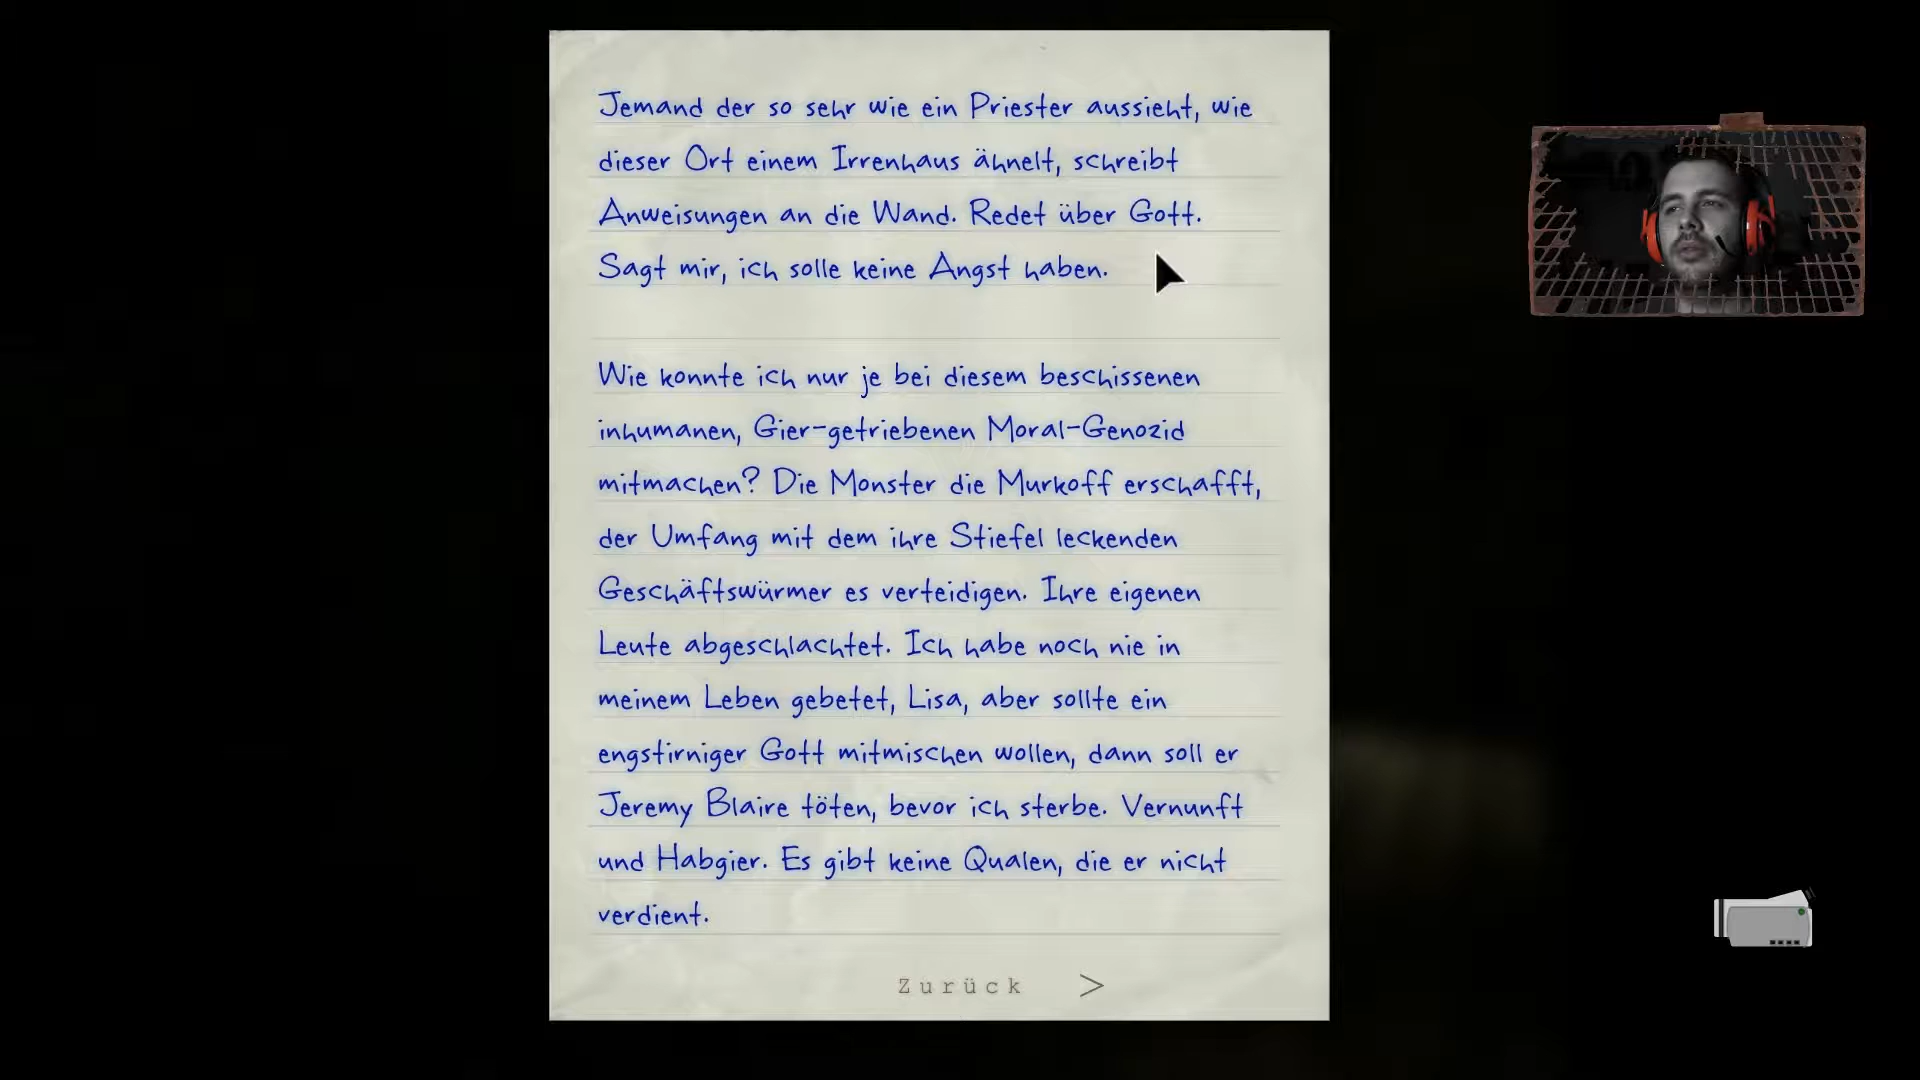 Jemand der so sehr wie ein Priester aussieht, wie
dieser Ort einem Irrenhaus ähnelt, schreibt
Anweisungen an die Wand. Redet über Gott.
Sagt mir, ich solle keine Angst haben.
Wie konnte ich nur je bei diesem beschissenen
inhumanen, Gier-getriebenen Moral-Genozid
mitmachen? Die Monster die Murkoff erschafft,
der Umfang mit dem ihre Stiefel leckenden
Geschäftswürmer es verteidigen. Ihre eigenen
Leute abgeschlachtet. Ich habe noch nie in
meinem Leben gebetet, Lisa, aber sollte ein
engstirniger Gott mitmischen wollen, dann soll er
Jeremy Blaire töten, bevor ich sterbe. Vernunft
und Habgier. Es gibt keine Qualen, die er nicht
verdient.
Zurück >